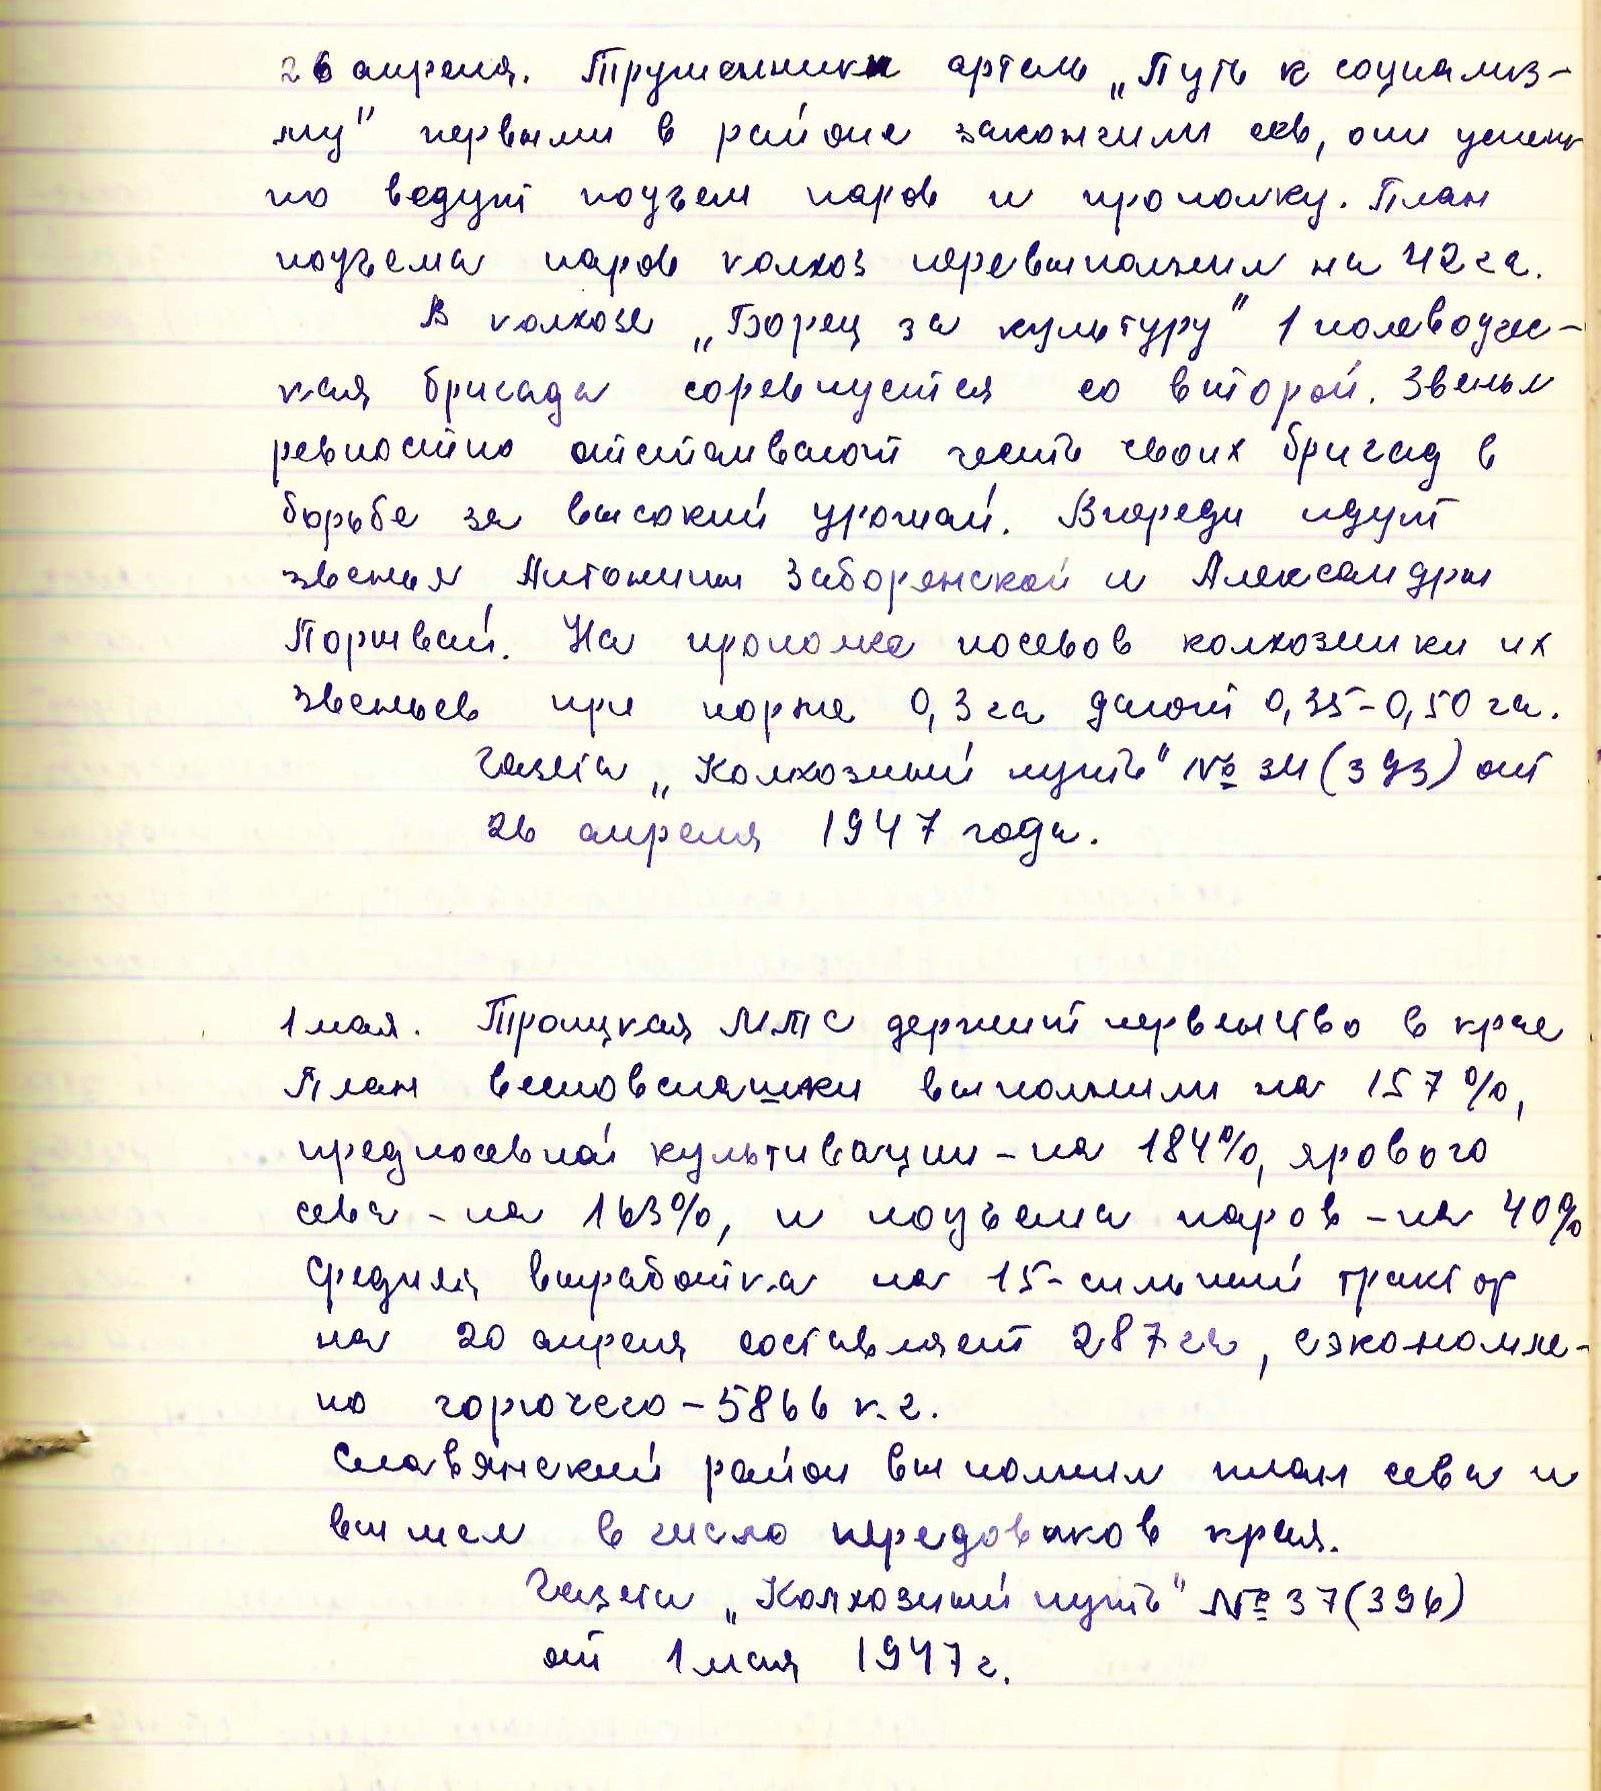 26 апреля. Труженики артель „Путь к социализ-
му" первыми в районе закончили сев, они успеш
но ведут подъем паров и прополку. План
подъема паров колхоз перевыполнил на 42 га.
В колхозе „Борец за культуру" 1 полеводчес-
кая бригада соревнуется со второй. Звенья
ревностно отстаивают честь своих бригад в
борьбе за высокий урожай. Впереди идут
звенья Антонины Заборянской и Александры
Поржвай. На прополке посевов колхозники их
звеньев при норме 0,3 га дают 0,35-0,50 га.
Газета „Колхозный путь" № 34 (393) от
26 апреля 1947 года.
1 мая. Троицкая МТС держит первенство в крае
План весновспашки выполнили на 157%,
предпосевной культивации - на 184%, ярового
сева - на 163%, и подъема паров - на 40%
Средняя выработка на 15-сильный трактор
на 20 апреля составляет 287 га, сэкономле-
но горючего - 5866 к.г.
Славянский район выполнил план сева и
вышел в число передовиков края.
Газета „Колхозный путь" № 37 (396)
от 1 мая 1947 г.